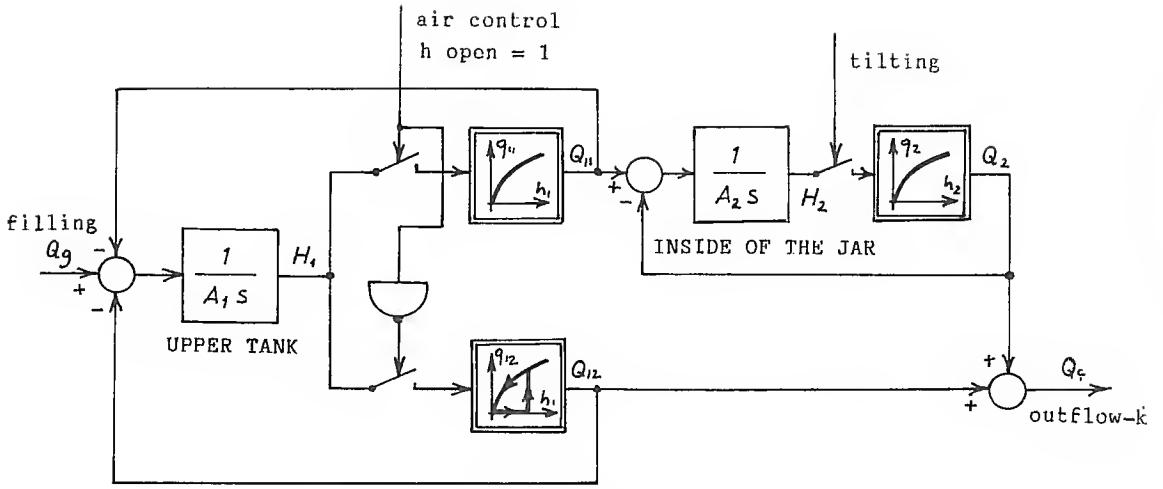 air control
h open = 1
tilting
q11
h1
Q11
+
-
1
A2 s
H2
q2
h2
Q2
filling
Qg
+
-
-
1
A1 s
H1
UPPER TANK
INSIDE OF THE JAR
q12
h1
Q12
+
+
outflow-k